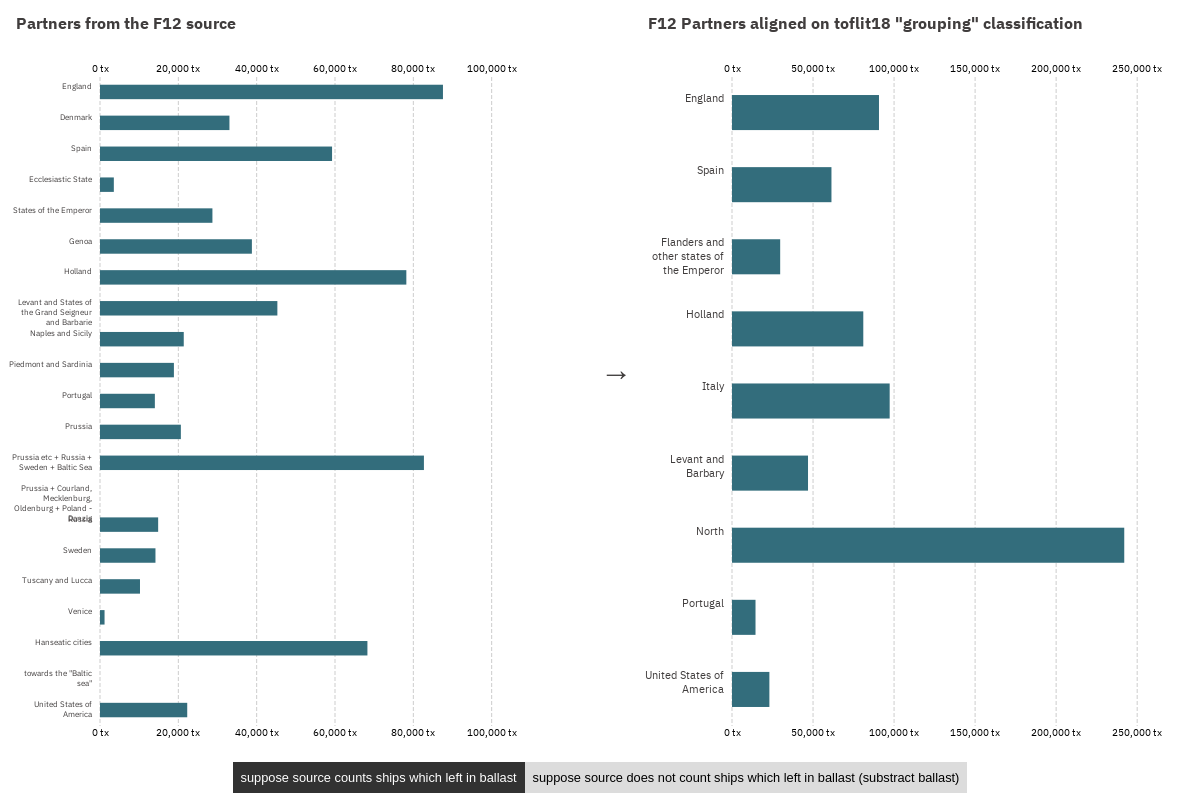 Partners from the F12 source
0 tx 20,000 tx 40,000 tx 60,000 tx 80,000 tx 100,000 tx
England
Denmark
Spain
Ecclesiastic State
States of the Emperor
Genoa
Holland
Levant and States of
the Grand Seigneur
and Barbarie
Naples and Sicily
Piedmont and Sardinia
Portugal
Prussia
Prussia etc + Russia +
Sweden + Baltic Sea
Prussia + Courland,
Mecklenburg,
Oldenburg + Poland -
Danzig
Russia
Sweden
Tuscany and Lucca
Venice
Hanseatic cities
towards the "Baltic
sea"
United States of
America
0 tx 20,000 tx 40,000 tx 60,000 tx 80,000 tx 100,000 tx
→
F12 Partners aligned on toflit18 "grouping" classification
0 tx 50,000 tx 100,000 tx 150,000 tx 200,000 tx 250,000 tx
England
Spain
Flanders and
other states of
the Emperor
Holland
Italy
Levant and
Barbary
North
Portugal
United States of
America
0 tx 50,000 tx 100,000 tx 150,000 tx 200,000 tx 250,000 tx
suppose source counts ships which left in ballast
suppose source does not count ships which left in ballast (substract ballast)